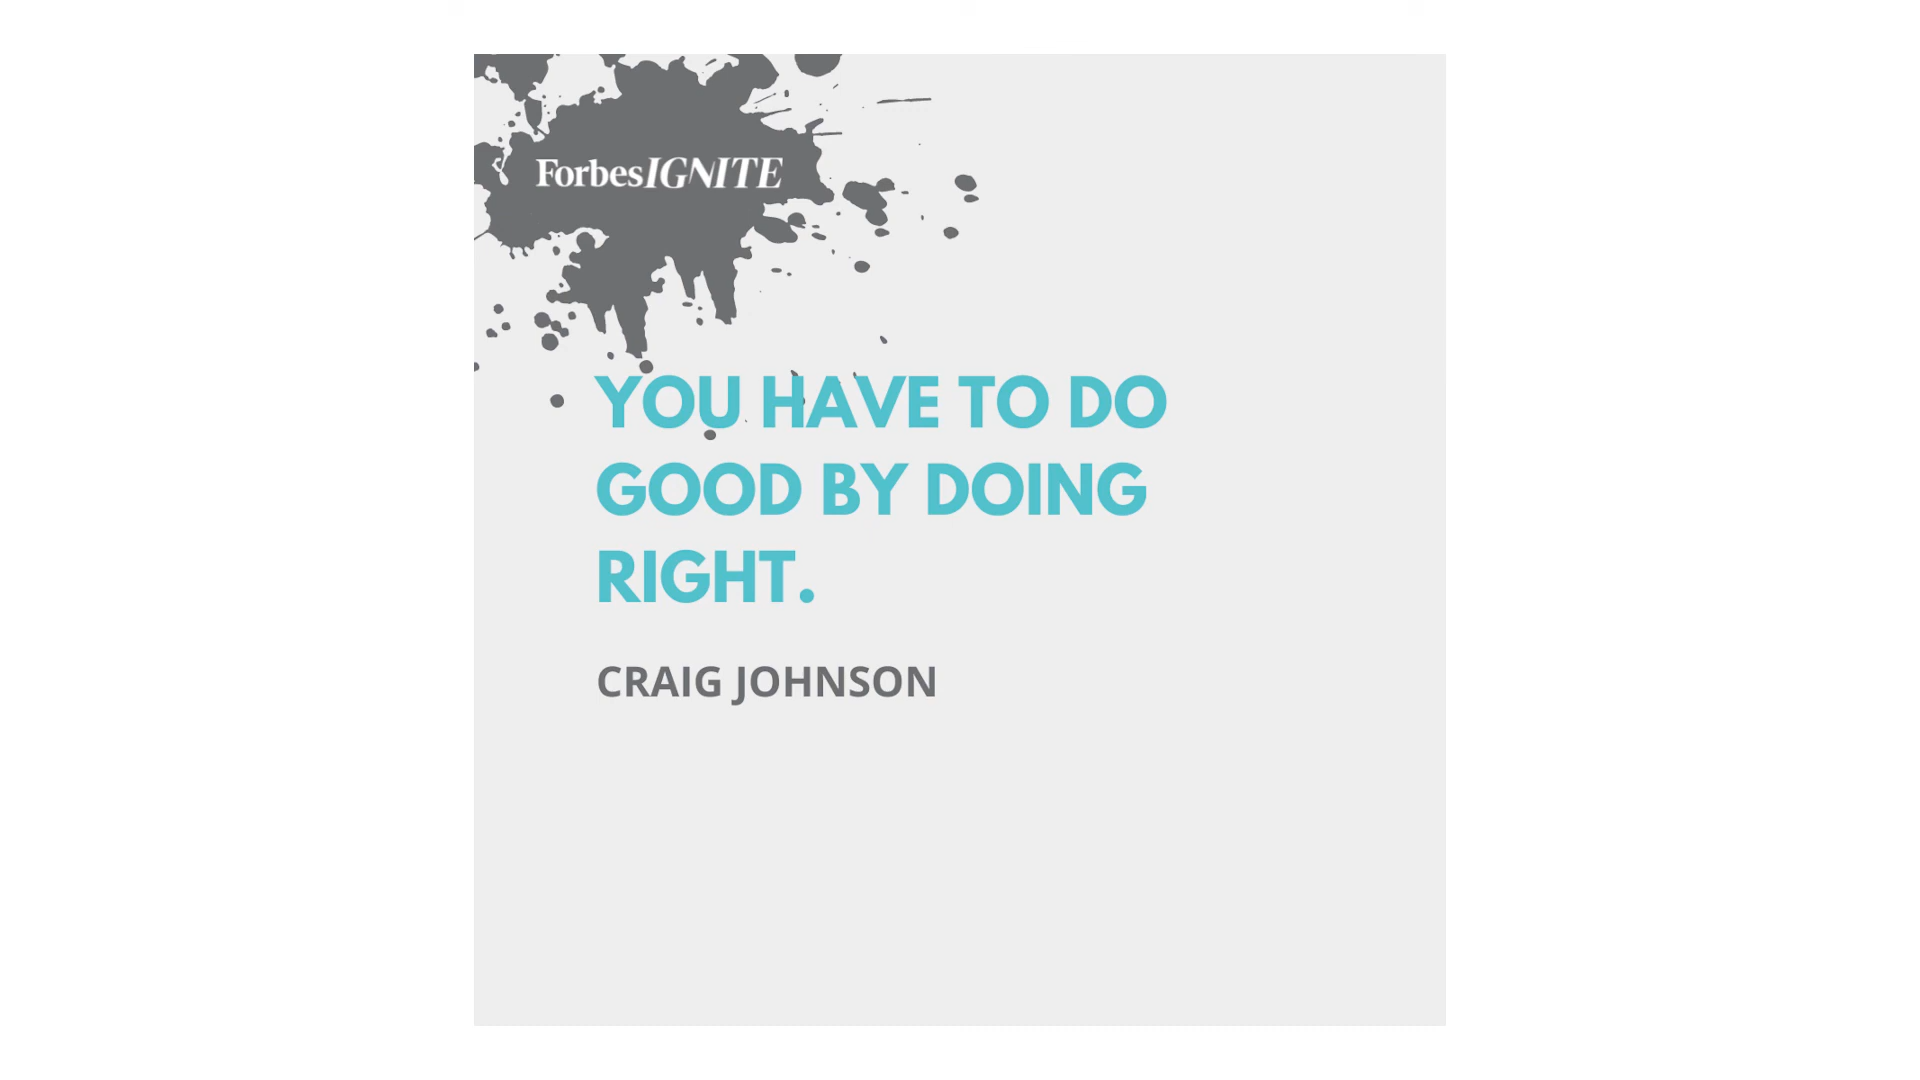 ForbesIGNITE
YOU HAVE TO DO
GOOD BY DOING
RIGHT.
CRAIG JOHNSON